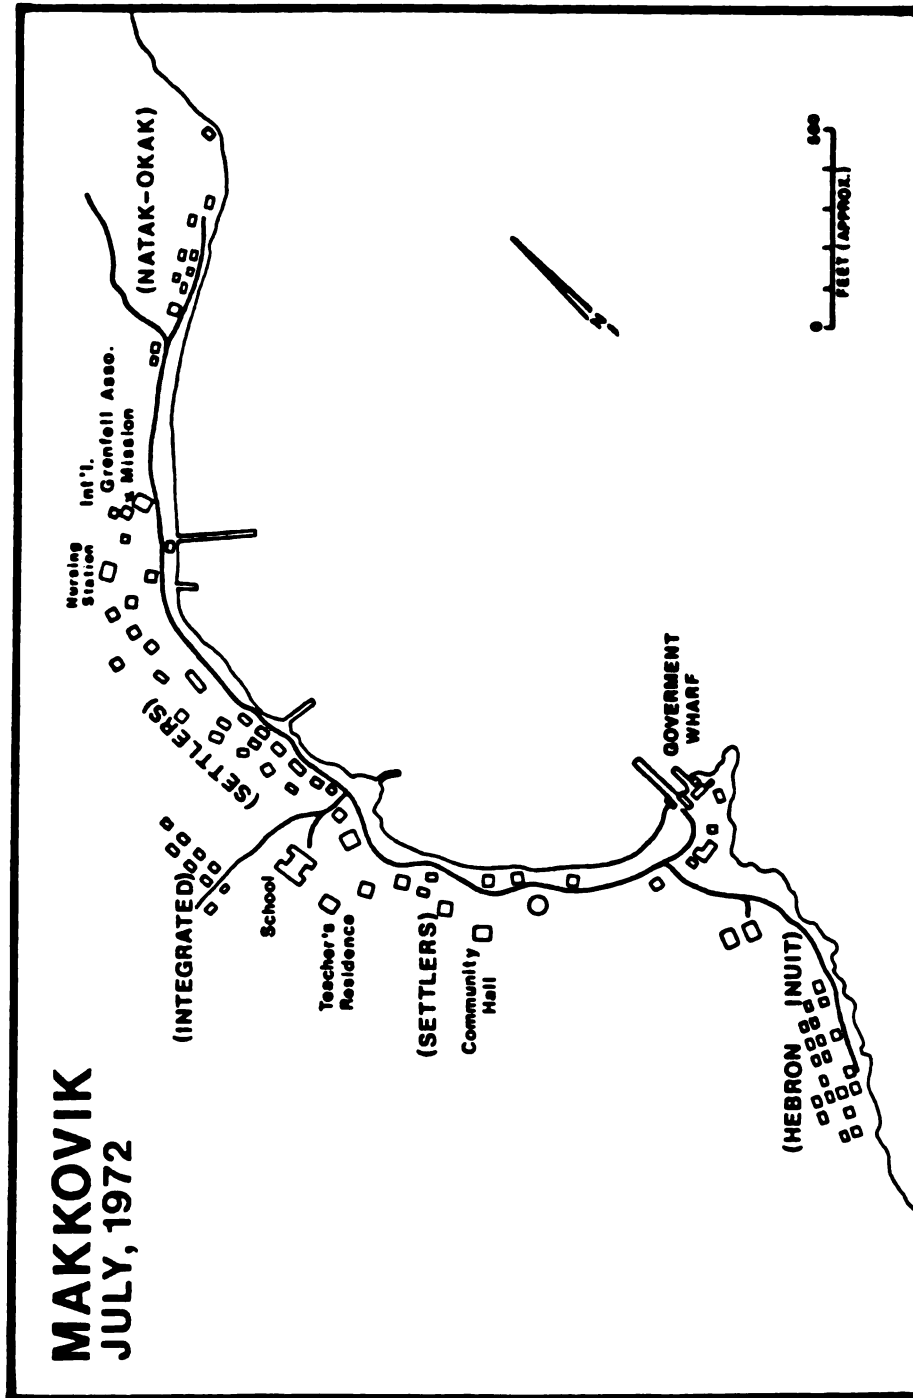 MAKKOVIK
JULY, 1972
(NATAK-OKAK)
Int'l.
Grenfell Asso.
Mission
Nursing
Station
(SETTLERS)
(INTEGRATED)
School
Teacher's
Residence
(SETTLERS)
Community
Hall
GOVERMENT
WHARF
(HEBRON INUIT)
N
0
FEET (APPROX.)